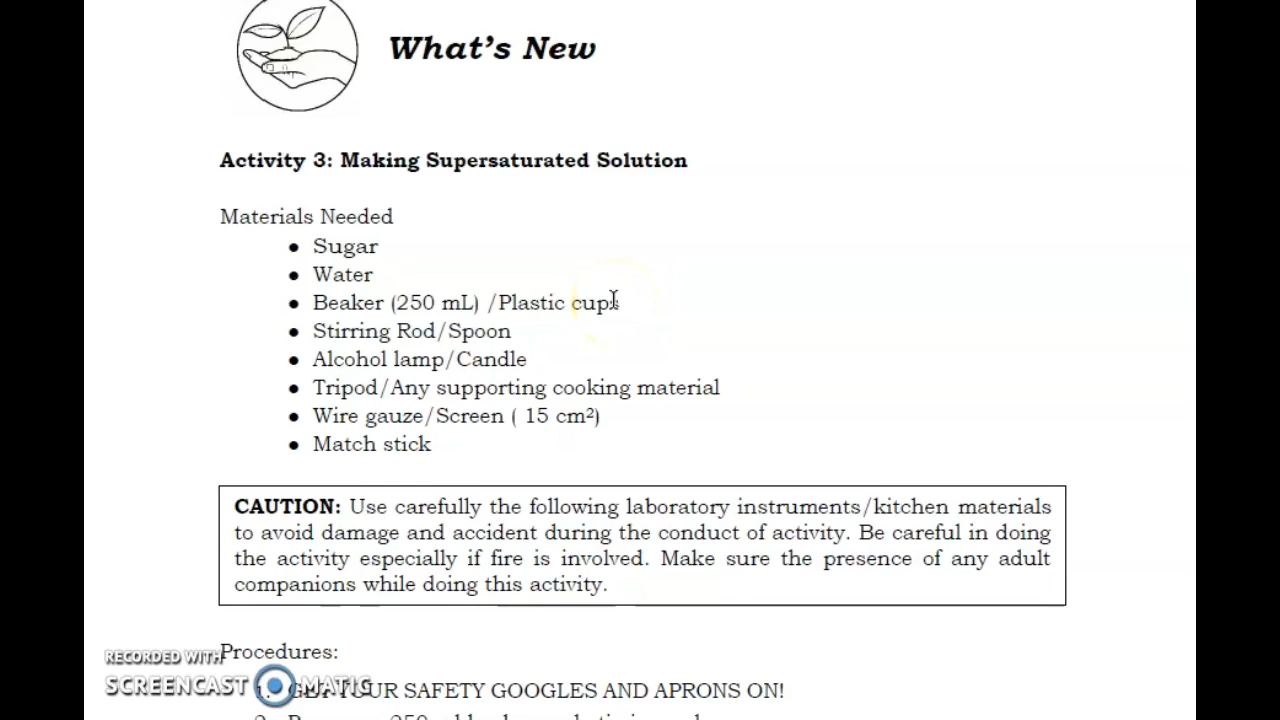 What's New
Activity 3: Making Supersaturated Solution
Materials Needed
● Sugar
● Water
● Beaker (250 mL) /Plastic cups
● Stirring Rod/Spoon
● Alcohol lamp/Candle
● Tripod/Any supporting cooking material
● Wire gauze/Screen ( 15 cm²)
● Match stick
CAUTION: Use carefully the following laboratory instruments/kitchen materials
to avoid damage and accident during the conduct of activity. Be careful in doing
the activity especially if fire is involved. Make sure the presence of any adult
companions while doing this activity.
Procedures:
RECORDED WITH
SCREENCAST MATIC
1. GET YOUR SAFETY GOOGLES AND APRONS ON!